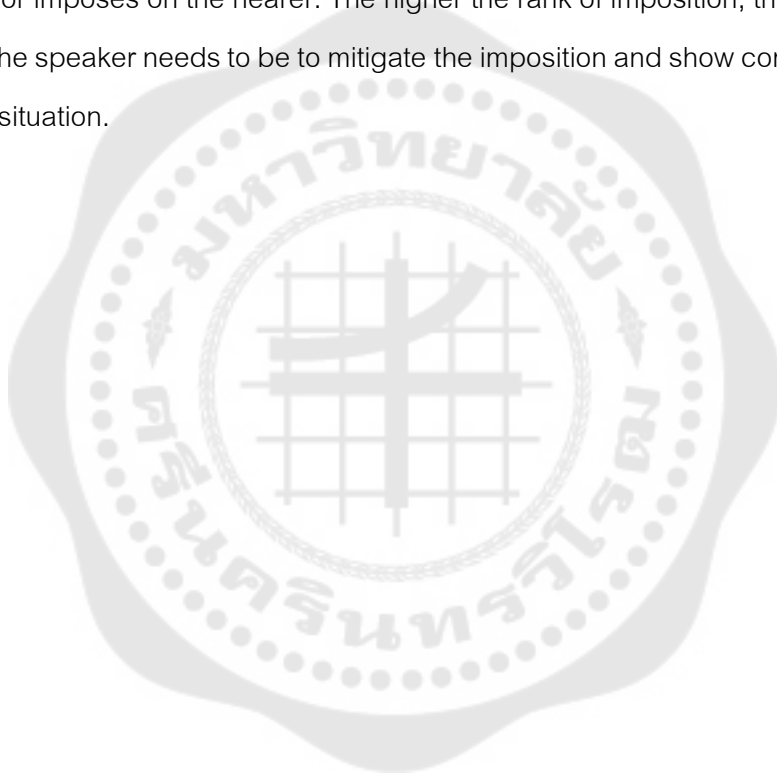 or imposes on the hearer. The higher the rank of imposition, th
he speaker needs to be to mitigate the imposition and show con
situation.
มหาวิทยาลัย
ศรีนครินทรวิโรฒ